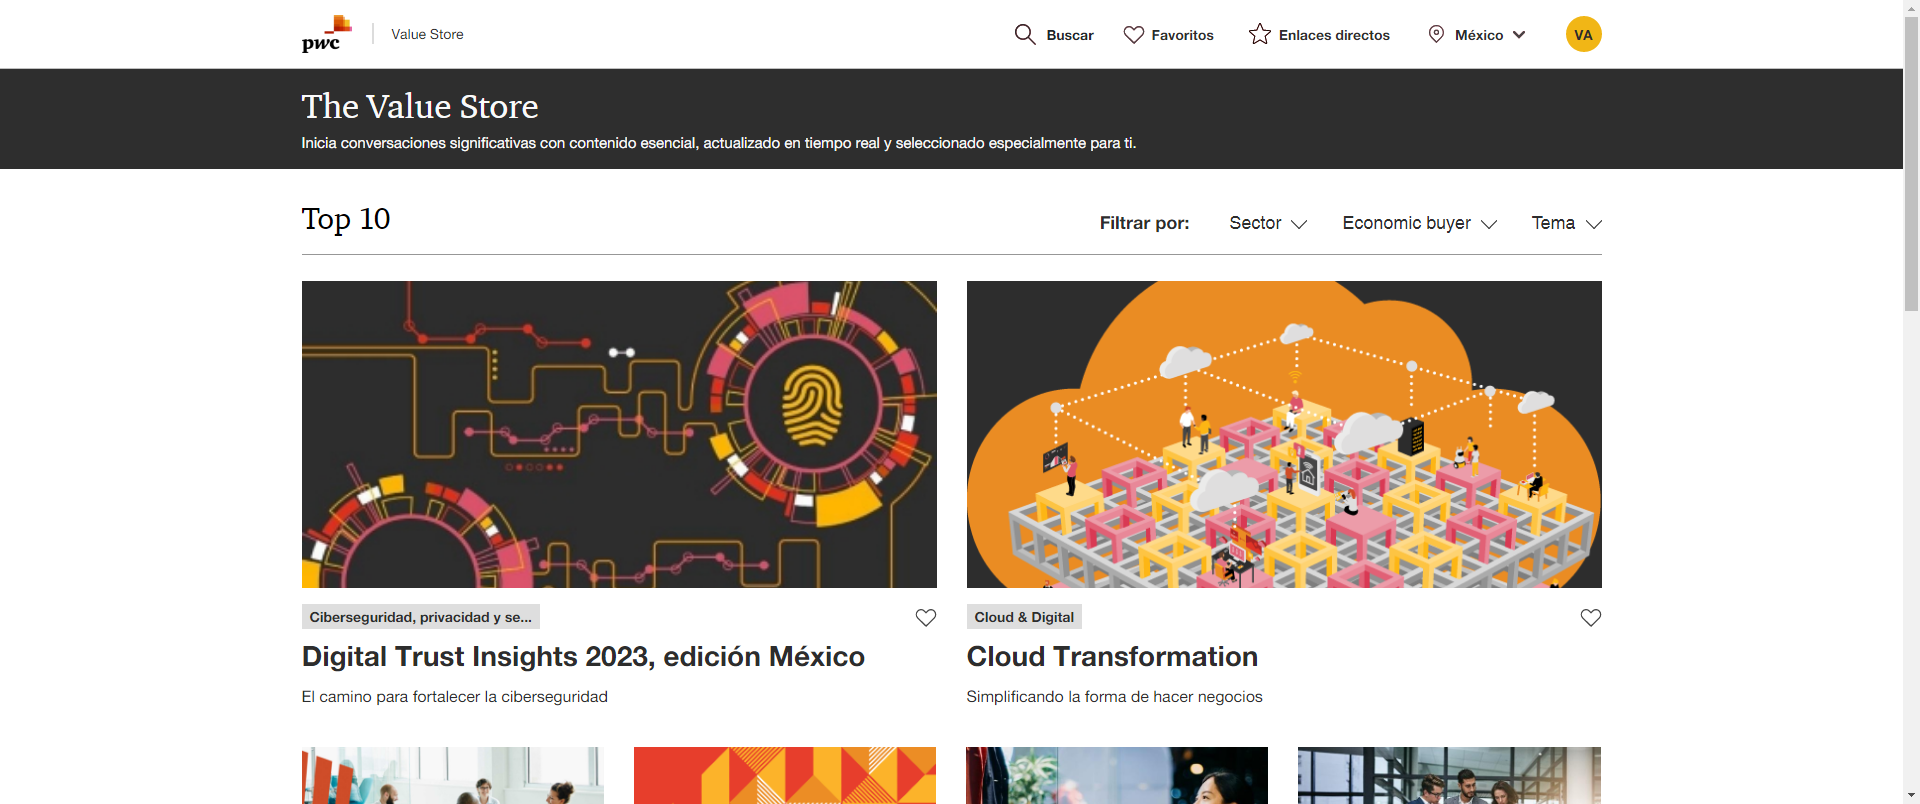 pwc
Value Store
Buscar
Favoritos
Enlaces directos
México
VA
The Value Store
Inicia conversaciones significativas con contenido esencial, actualizado en tiempo real y seleccionado especialmente para ti.
Top 10
Filtrar por:
Sector
Economic buyer
Tema
Ciberseguridad, privacidad y se...
Digital Trust Insights 2023, edición México
El camino para fortalecer la ciberseguridad
Cloud & Digital
Cloud Transformation
Simplificando la forma de hacer negocios